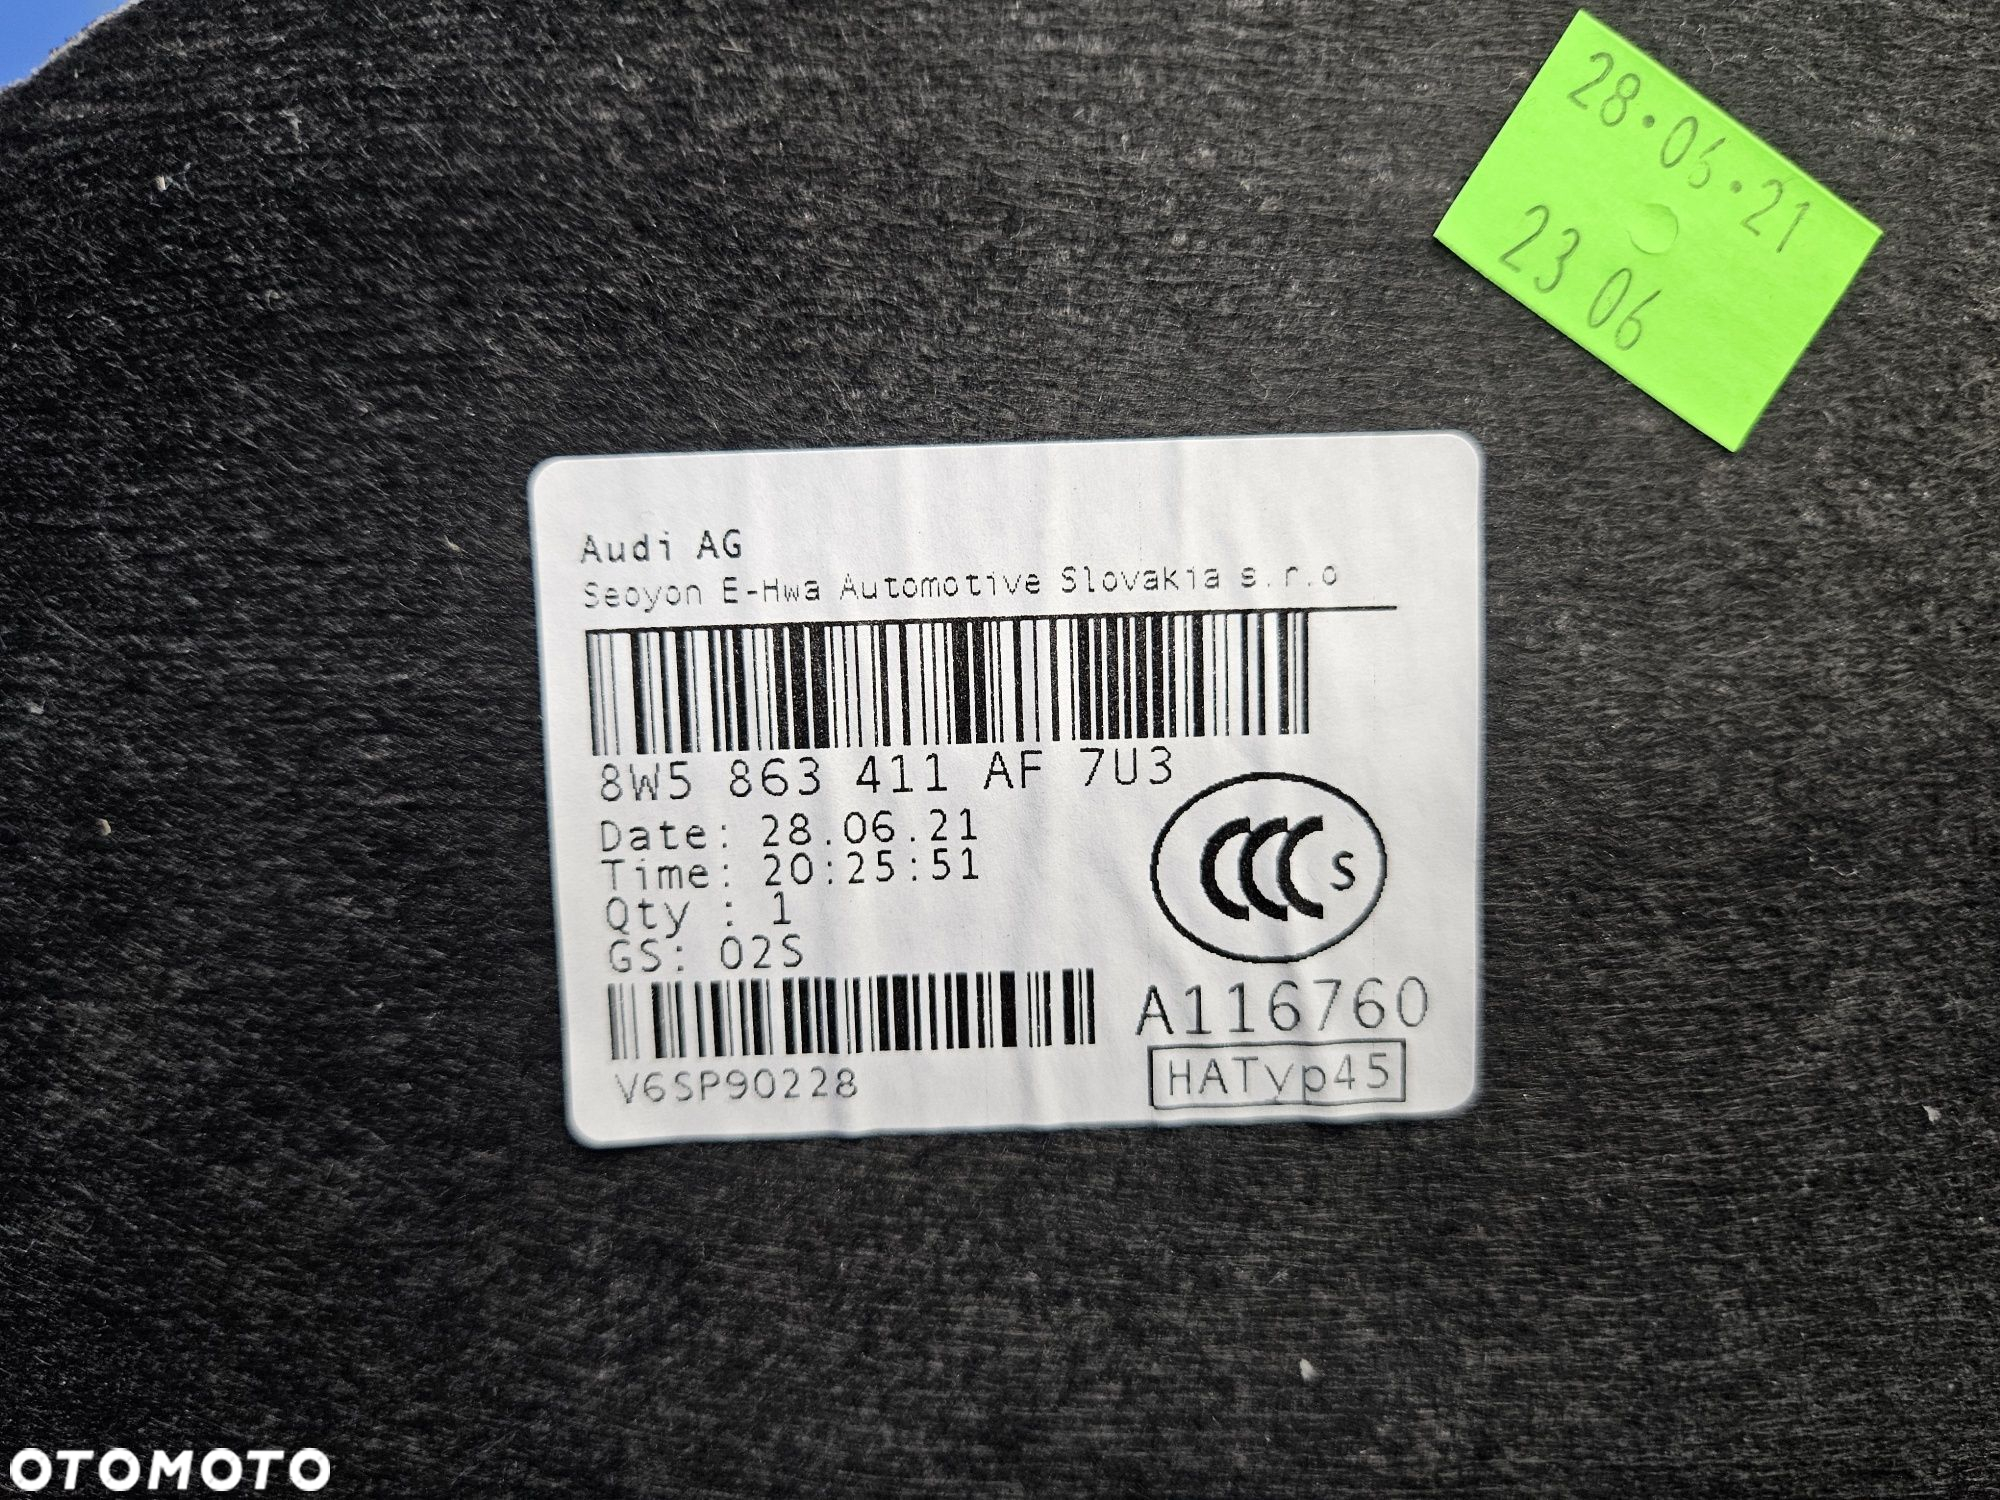 28.06.21
23 06
Audi AG
Seoyon E-Hwa Automotive Slovakia s.r.o
8W5 863 411 AF 7U3
Date: 28.06.21
Time: 20:25:51
Qty : 1
GS: 02S
CCC S
A116760
HATyp45
V6SP90228
OTOMOTO